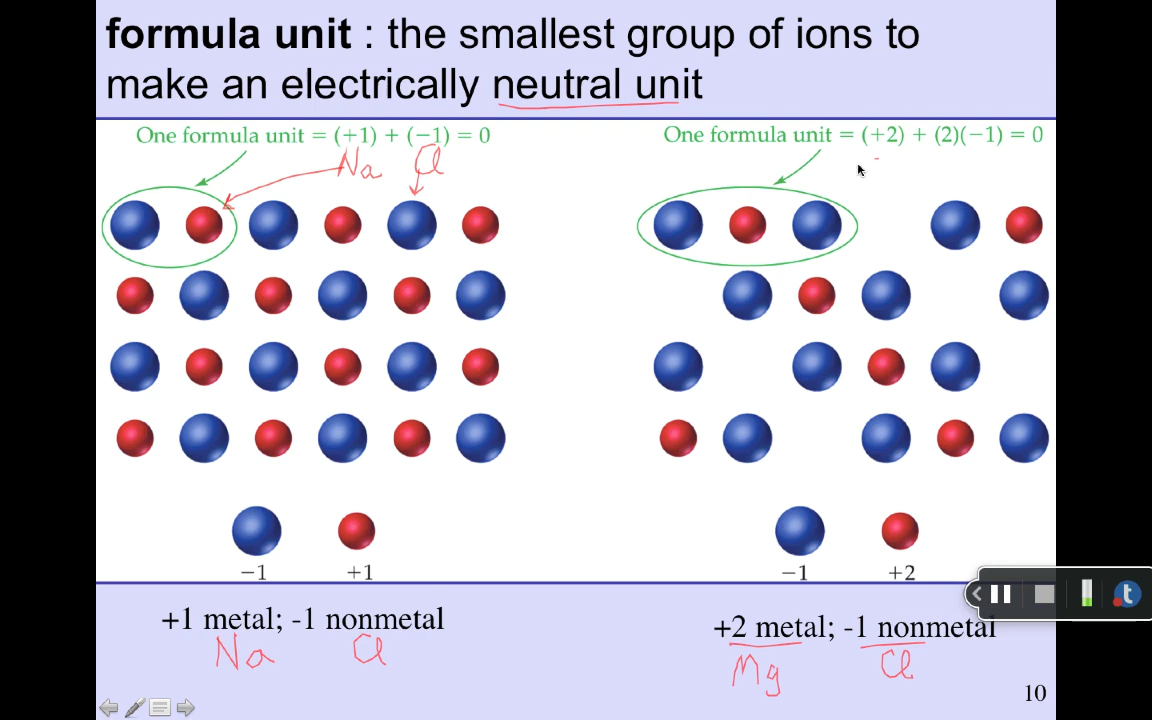 formula unit : the smallest group of ions to
make an electrically neutral unit
One formula unit = (+1) + (−1) = 0
Na Cl
One formula unit = (+2) + (2)(−1) = 0
−1 +1
−1 +2
+1 metal; -1 nonmetal
Na Cl
+2 metal; -1 nonmetal
Mg Cl
t
10